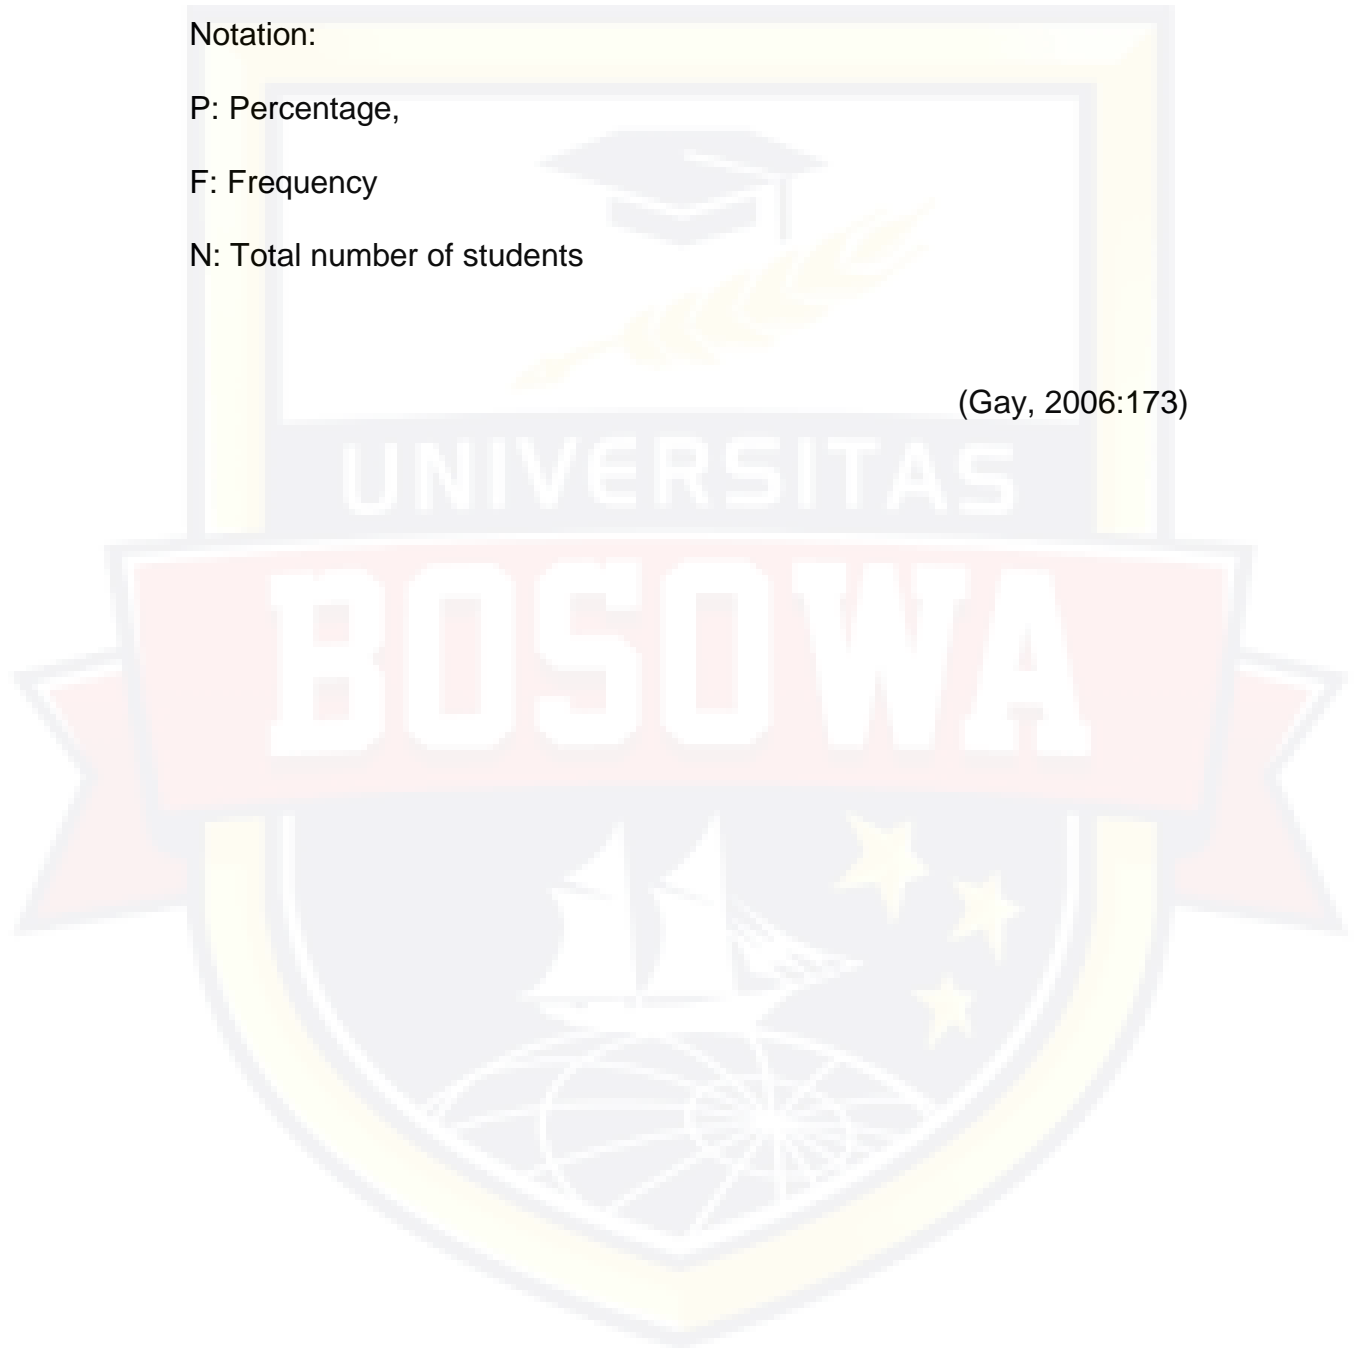 Notation:
P: Percentage,
F: Frequency
N: Total number of students
(Gay, 2006:173)
UNIVERSITAS
BOSOWA